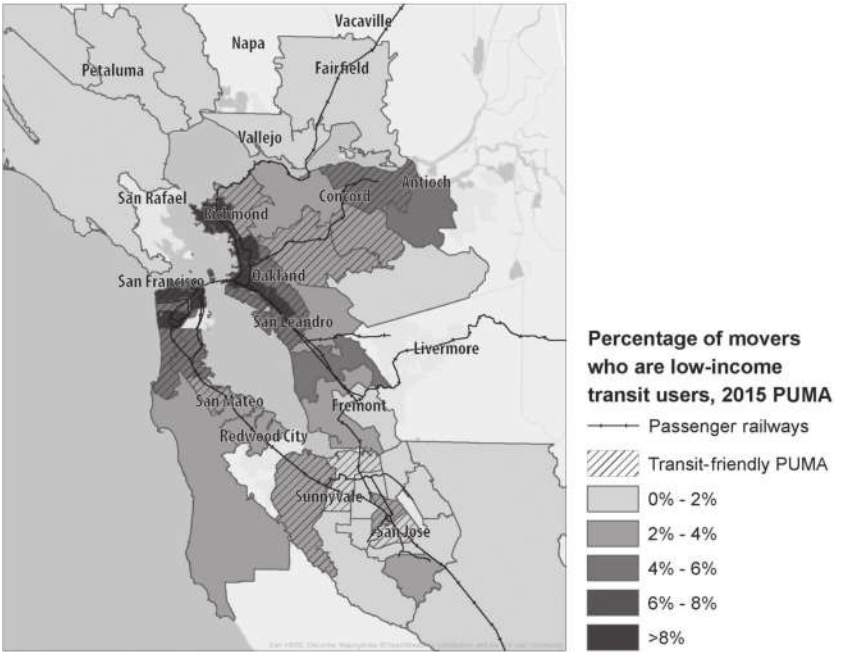 Vacaville
Napa
Fairfield
Petaluma
Vallejo
Antioch
Concord
San Rafael
Richmond
San Francisco
Oakland
San Leandro
Livermore
San Mateo
Fremont
Redwood City
Sunnyvale
San Jose
Percentage of movers
who are low-income
transit users, 2015 PUMA
Passenger railways
Transit-friendly PUMA
0% - 2%
2% - 4%
4% - 6%
6% - 8%
>8%